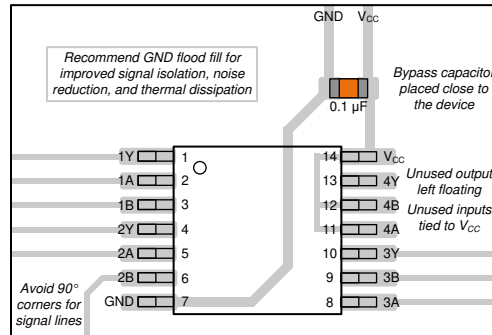 GND VCC
Recommend GND flood fill for
improved signal isolation, noise
reduction, and thermal dissipation
Bypass capacitor
placed close to
the device
0.1 µF
1Y 1 14 VCC
1A 2 13 4Y
1B 3 12 4B
2Y 4 11 4A
2A 5 10 3Y
2B 6 9 3B
GND 7 8 3A
Unused output
left floating
Unused inputs
tied to VCC
Avoid 90°
corners for
signal lines